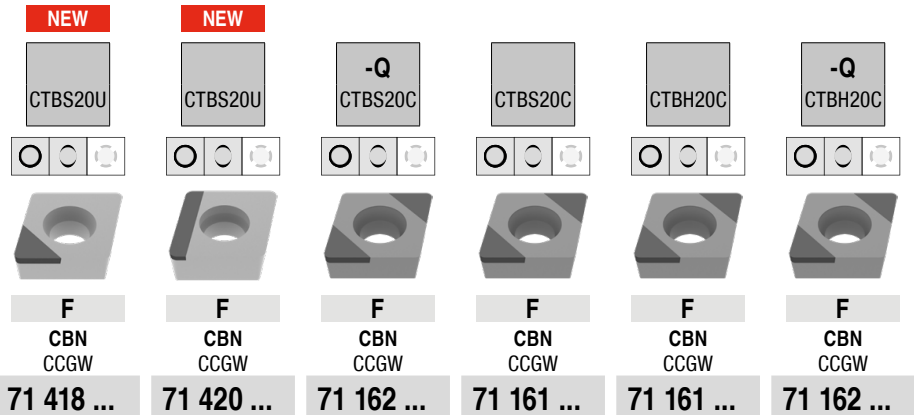 NEW NEW
-Q -Q
CTBS20U CTBS20U CTBS20C CTBS20C CTBH20C CTBH20C
F F F F F F
CBN CBN CBN CBN CBN CBN
CCGW CCGW CCGW CCGW CCGW CCGW
71 418 ... 71 420 ... 71 162 ... 71 161 ... 71 161 ... 71 162 ...